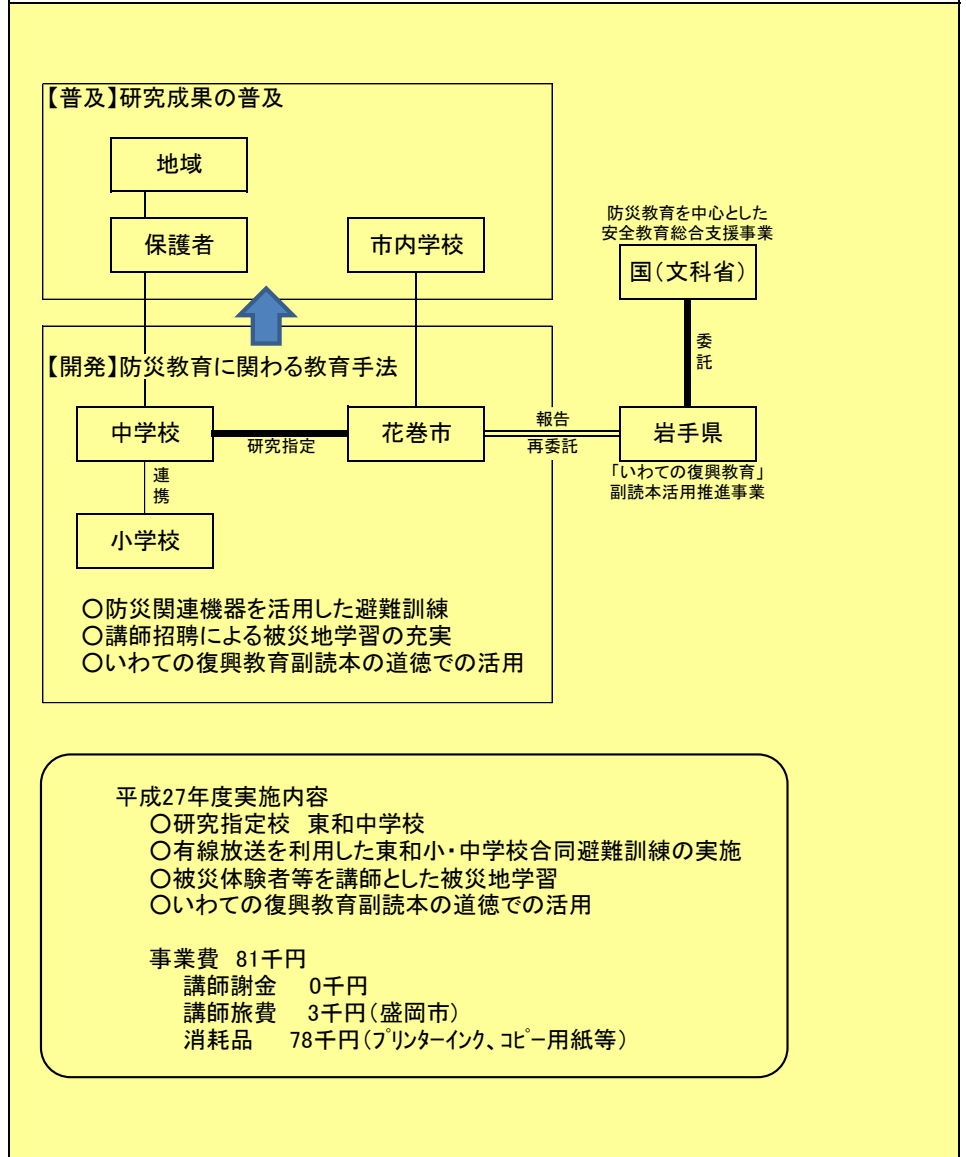 【普及】研究成果の普及
地域
保護者
市内学校
防災教育を中心とした
安全教育総合支援事業
国(文科省)
委
託
【開発】防災教育に関わる教育手法
中学校
研究指定
花巻市
報告
再委託
岩手県
「いわての復興教育」
副読本活用推進事業
連
携
小学校
〇防災関連機器を活用した避難訓練
〇講師招聘による被災地学習の充実
〇いわての復興教育副読本の道徳での活用
平成27年度実施内容
〇研究指定校 東和中学校
〇有線放送を利用した東和小・中学校合同避難訓練の実施
〇被災体験者等を講師とした被災地学習
〇いわての復興教育副読本の道徳での活用
事業費 81千円
講師謝金 0千円
講師旅費 3千円(盛岡市)
消耗品 78千円(プリンターインク、コピー用紙等)